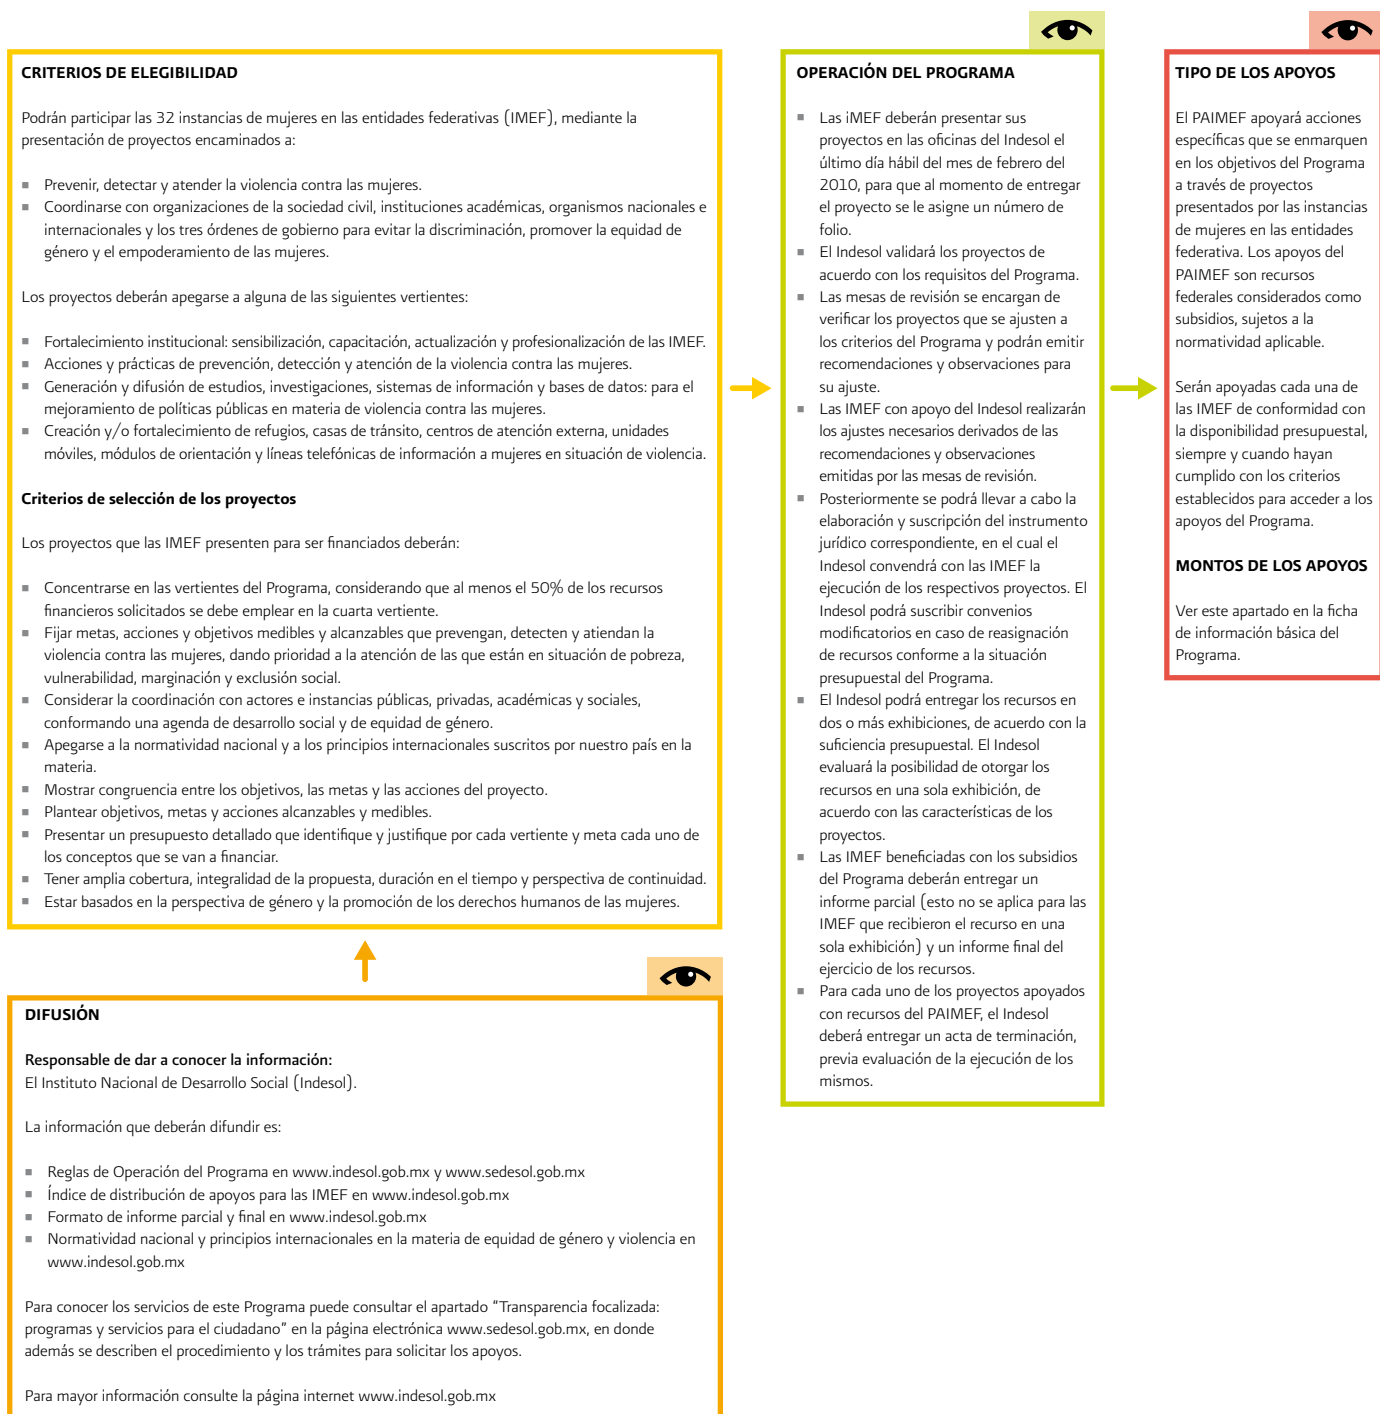 CRITERIOS DE ELEGIBILIDAD
Podrán participar las 32 instancias de mujeres en las entidades federativas (IMEF), mediante la
presentación de proyectos encaminados a:
■ Prevenir, detectar y atender la violencia contra las mujeres.
■ Coordinarse con organizaciones de la sociedad civil, instituciones académicas, organismos nacionales e
internacionales y los tres órdenes de gobierno para evitar la discriminación, promover la equidad de
género y el empoderamiento de las mujeres.
Los proyectos deberán apegarse a alguna de las siguientes vertientes:
■ Fortalecimiento institucional: sensibilización, capacitación, actualización y profesionalización de las IMEF.
■ Acciones y prácticas de prevención, detección y atención de la violencia contra las mujeres.
■ Generación y difusión de estudios, investigaciones, sistemas de información y bases de datos: para el
mejoramiento de políticas públicas en materia de violencia contra las mujeres.
■ Creación y/o fortalecimiento de refugios, casas de tránsito, centros de atención externa, unidades
móviles, módulos de orientación y líneas telefónicas de información a mujeres en situación de violencia.
Criterios de selección de los proyectos
Los proyectos que las IMEF presenten para ser financiados deberán:
■ Concentrarse en las vertientes del Programa, considerando que al menos el 50% de los recursos
financieros solicitados se debe emplear en la cuarta vertiente.
■ Fijar metas, acciones y objetivos medibles y alcanzables que prevengan, detecten y atiendan la
violencia contra las mujeres, dando prioridad a la atención de las que están en situación de pobreza,
vulnerabilidad, marginación y exclusión social.
■ Considerar la coordinación con actores e instancias públicas, privadas, académicas y sociales,
conformando una agenda de desarrollo social y de equidad de género.
■ Apegarse a la normatividad nacional y a los principios internacionales suscritos por nuestro país en la
materia.
■ Mostrar congruencia entre los objetivos, las metas y las acciones del proyecto.
■ Plantear objetivos, metas y acciones alcanzables y medibles.
■ Presentar un presupuesto detallado que identifique y justifique por cada vertiente y meta cada uno de
los conceptos que se van a financiar.
■ Tener amplia cobertura, integralidad de la propuesta, duración en el tiempo y perspectiva de continuidad.
■ Estar basados en la perspectiva de género y la promoción de los derechos humanos de las mujeres.
DIFUSIÓN
Responsable de dar a conocer la información:
El Instituto Nacional de Desarrollo Social (Indesol).
La información que deberán difundir es:
■ Reglas de Operación del Programa en www.indesol.gob.mx y www.sedesol.gob.mx
■ Índice de distribución de apoyos para las IMEF en www.indesol.gob.mx
■ Formato de informe parcial y final en www.indesol.gob.mx
■ Normatividad nacional y principios internacionales en la materia de equidad de género y violencia en
www.indesol.gob.mx
Para conocer los servicios de este Programa puede consultar el apartado "Transparencia focalizada:
programas y servicios para el ciudadano" en la página electrónica www.sedesol.gob.mx, en donde
además se describen el procedimiento y los trámites para solicitar los apoyos.
Para mayor información consulte la página internet www.indesol.gob.mx
OPERACIÓN DEL PROGRAMA
■ Las iMEF deberán presentar sus
proyectos en las oficinas del Indesol el
último día hábil del mes de febrero del
2010, para que al momento de entregar
el proyecto se le asigne un número de
folio.
■ El Indesol validará los proyectos de
acuerdo con los requisitos del Programa.
■ Las mesas de revisión se encargan de
verificar los proyectos que se ajusten a
los criterios del Programa y podrán emitir
recomendaciones y observaciones para
su ajuste.
■ Las IMEF con apoyo del Indesol realizarán
los ajustes necesarios derivados de las
recomendaciones y observaciones
emitidas por las mesas de revisión.
■ Posteriormente se podrá llevar a cabo la
elaboración y suscripción del instrumento
jurídico correspondiente, en el cual el
Indesol convendrá con las IMEF la
ejecución de los respectivos proyectos. El
Indesol podrá suscribir convenios
modificatorios en caso de reasignación
de recursos conforme a la situación
presupuestal del Programa.
■ El Indesol podrá entregar los recursos en
dos o más exhibiciones, de acuerdo con la
suficiencia presupuestal. El Indesol
evaluará la posibilidad de otorgar los
recursos en una sola exhibición, de
acuerdo con las características de los
proyectos.
■ Las IMEF beneficiadas con los subsidios
del Programa deberán entregar un
informe parcial (esto no se aplica para las
IMEF que recibieron el recurso en una
sola exhibición) y un informe final del
ejercicio de los recursos.
■ Para cada uno de los proyectos apoyados
con recursos del PAIMEF, el Indesol
deberá entregar un acta de terminación,
previa evaluación de la ejecución de los
mismos.
TIPO DE LOS APOYOS
El PAIMEF apoyará acciones
específicas que se enmarquen
en los objetivos del Programa
a través de proyectos
presentados por las instancias
de mujeres en las entidades
federativa. Los apoyos del
PAIMEF son recursos
federales considerados como
subsidios, sujetos a la
normatividad aplicable.
Serán apoyadas cada una de
las IMEF de conformidad con
la disponibilidad presupuestal,
siempre y cuando hayan
cumplido con los criterios
establecidos para acceder a los
apoyos del Programa.
MONTOS DE LOS APOYOS
Ver este apartado en la ficha
de información básica del
Programa.